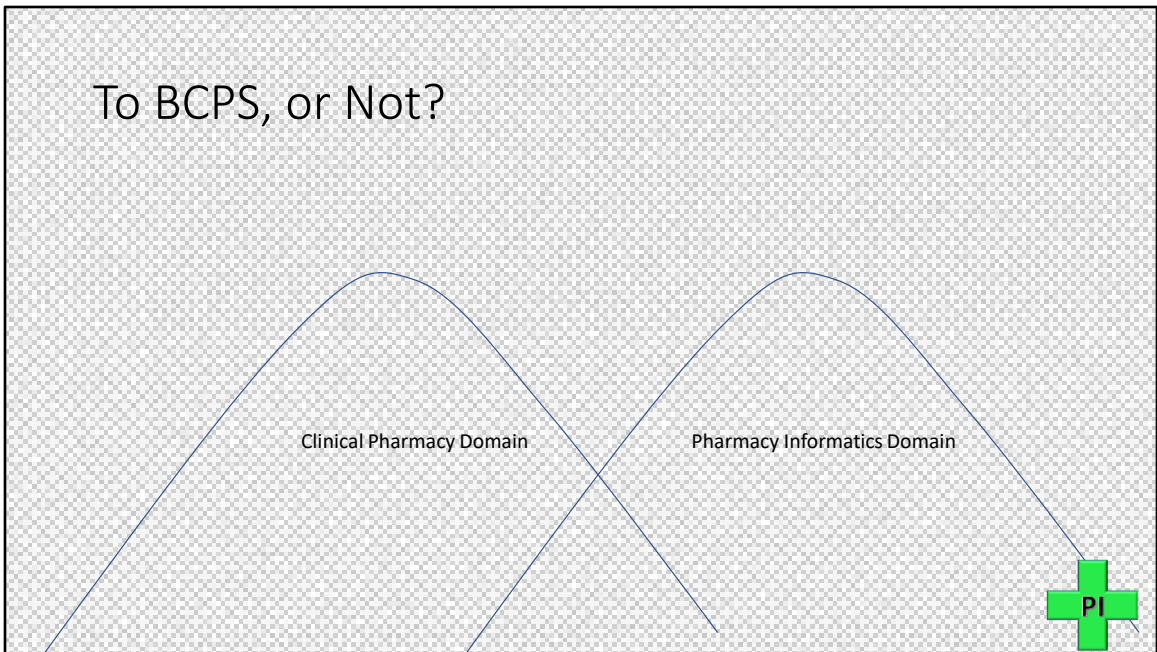 To BCPS, or Not?
Clinical Pharmacy Domain
Pharmacy Informatics Domain
PI